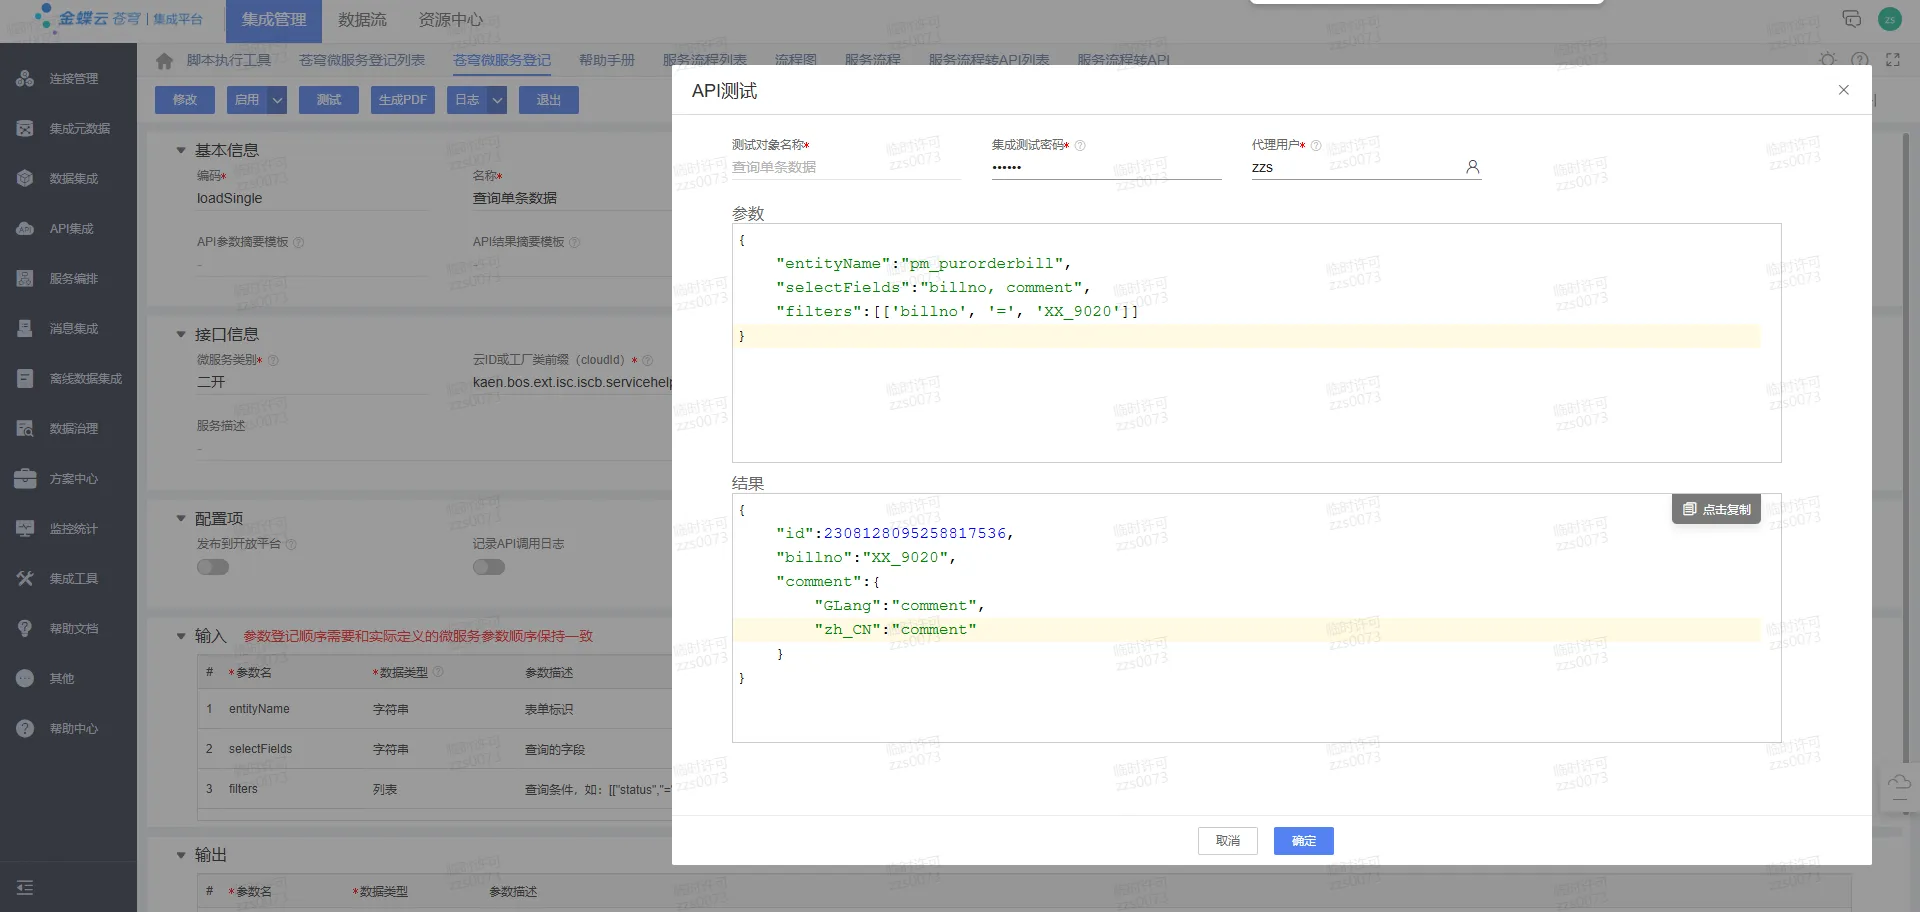 金蝶云 苍穹 | 集成平台
集成管理 数据流 资源中心
zs
脚本执行工具 苍穹微服务登记列表 苍穹微服务登记 帮助手册 服务流程列表 流程图 服务流程 服务流程转API列表 服务流程转API
修改 启用 测试 生成PDF 日志 退出
连接管理
集成元数据
数据集成
API集成
服务编排
消息集成
离线数据集成
数据治理
方案中心
监控统计
集成工具
帮助文档
其他
帮助中心
基本信息
编码* 名称*
loadSingle 查询单条数据
API参数摘要模板 API结果摘要模板
- -
接口信息
微服务类别* 云ID或工厂类前缀（cloudId）*
二开 kaen.bos.ext.isc.iscb.servicehelp
服务描述
-
配置项
发布到开放平台 记录API调用日志
输入 参数登记顺序需要和实际定义的微服务参数顺序保持一致
# *参数名 *数据类型 参数描述
1 entityName 字符串 表单标识
2 selectFields 字符串 查询的字段
3 filters 列表 查询条件，如：[["status","=
输出
# *参数名 *数据类型 参数描述
API测试
测试对象名称* 集成测试密码* 代理用户*
查询单条数据 •••••• zzs
参数
{
"entityName":"pm_purorderbill",
"selectFields":"billno, comment",
"filters":[['billno', '=', 'XX_9020']]
}
结果
点击复制
{
"id":2308128095258817536,
"billno":"XX_9020",
"comment":{
"GLang":"comment",
"zh_CN":"comment"
}
}
取消 确定
临时许可
zzs0073